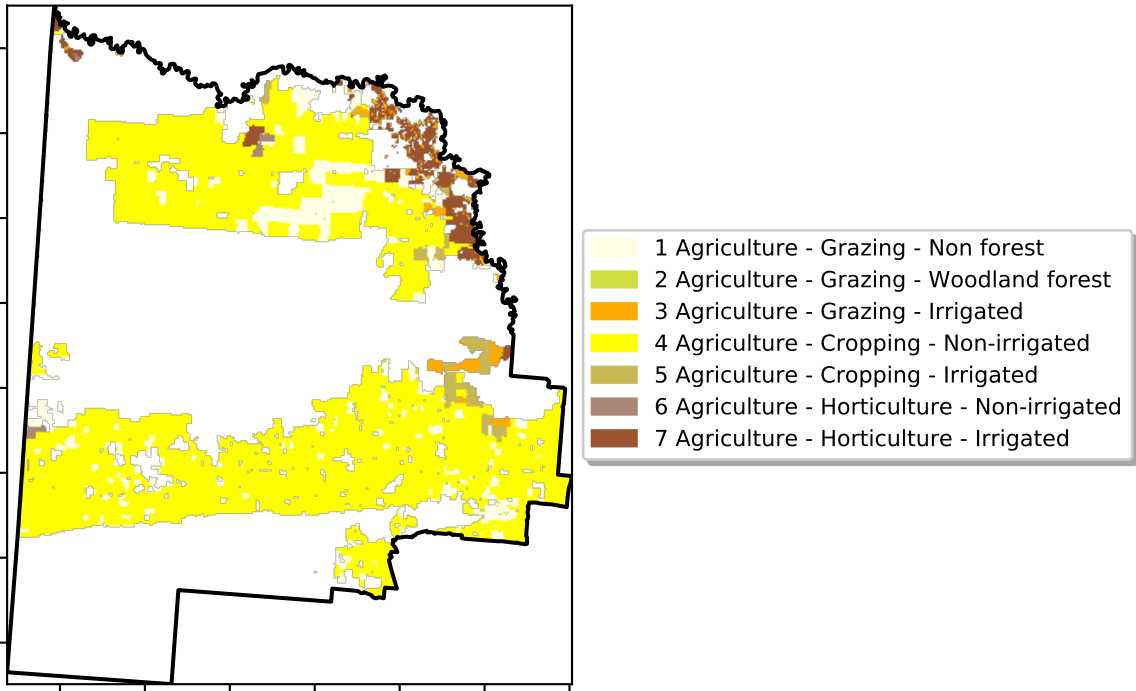 1 Agriculture - Grazing - Non forest
2 Agriculture - Grazing - Woodland forest
3 Agriculture - Grazing - Irrigated
4 Agriculture - Cropping - Non-irrigated
5 Agriculture - Cropping - Irrigated
6 Agriculture - Horticulture - Non-irrigated
7 Agriculture - Horticulture - Irrigated